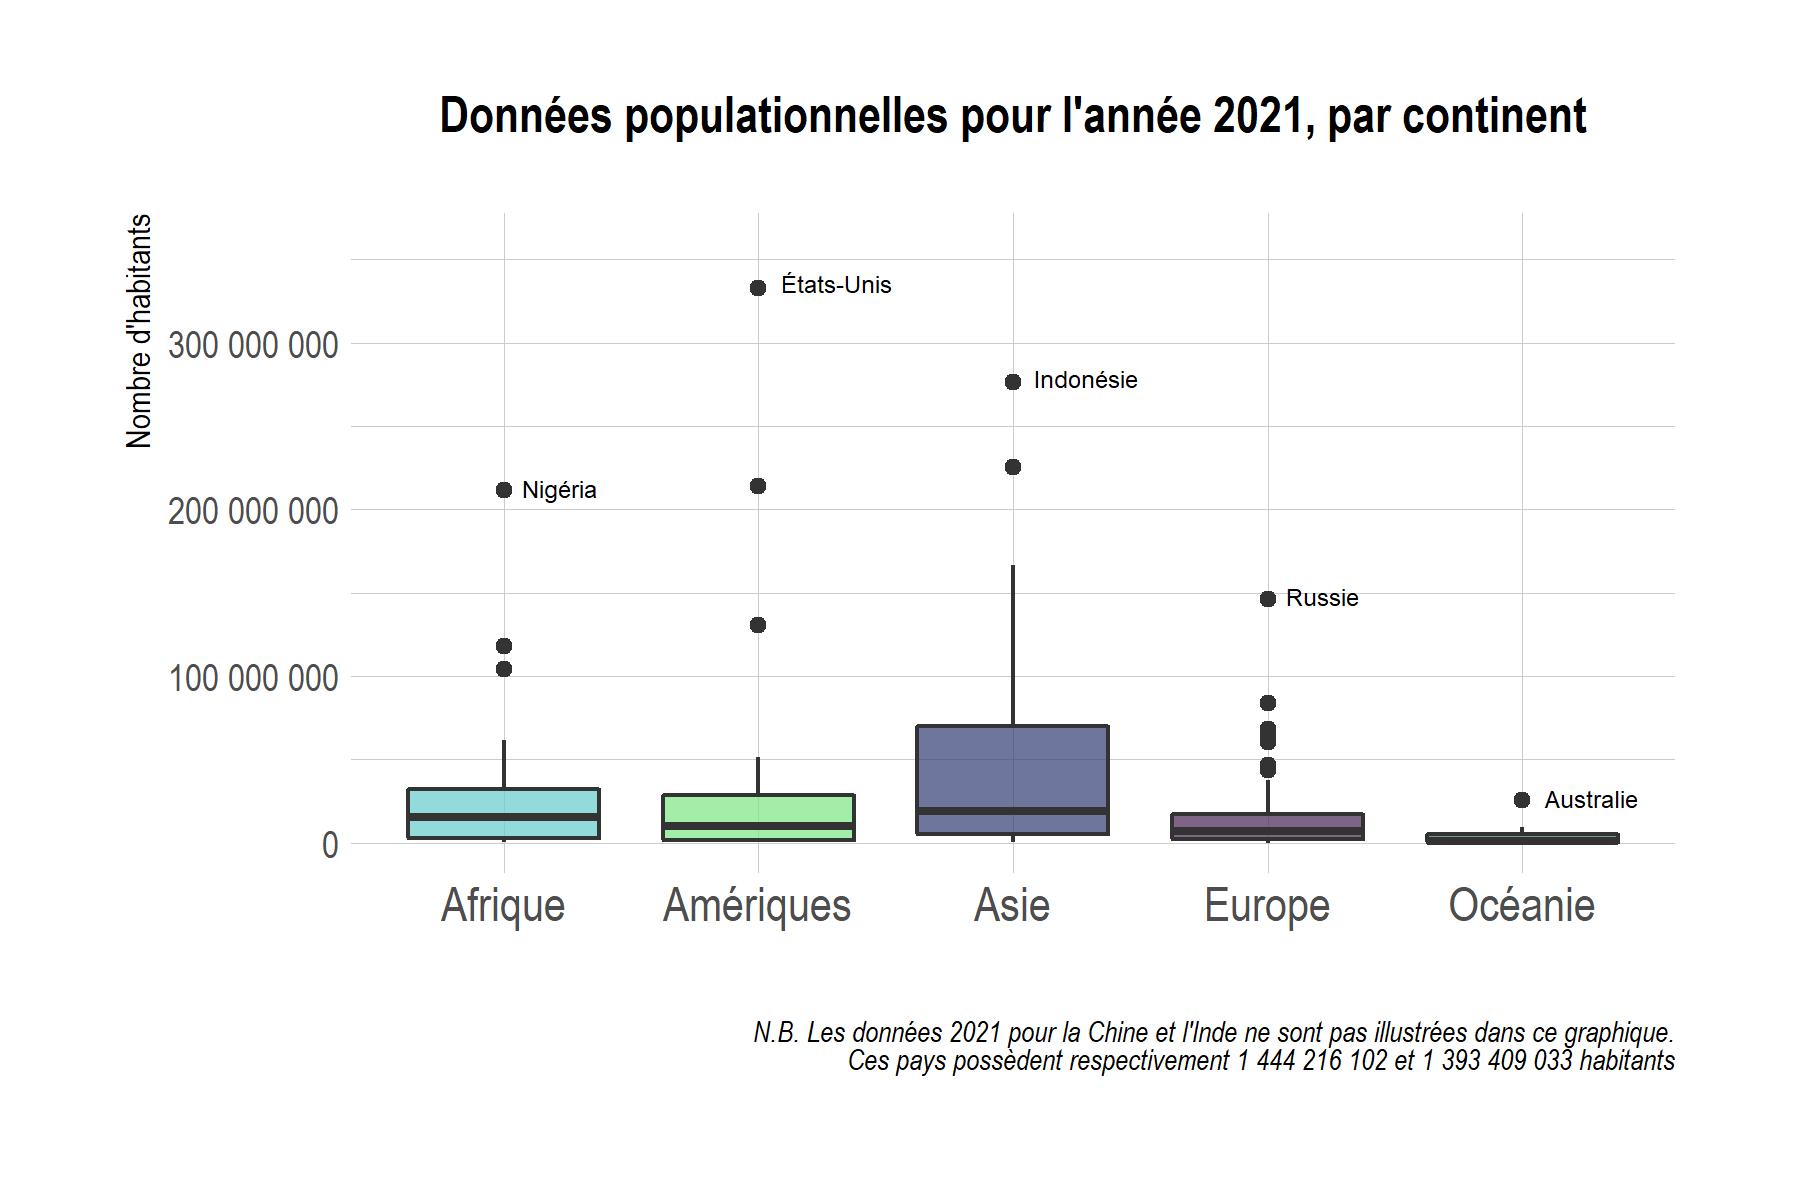 Données populationnelles pour l'année 2021, par continent
Nombre d'habitants
États-Unis
300 000 000
Indonésie
Nigéria
200 000 000
Russie
100 000 000
Australie
0
Afrique
Amériques
Asie
Europe
Océanie
N.B. Les données 2021 pour la Chine et l'Inde ne sont pas illustrées dans ce graphique.
Ces pays possèdent respectivement 1 444 216 102 et 1 393 409 033 habitants